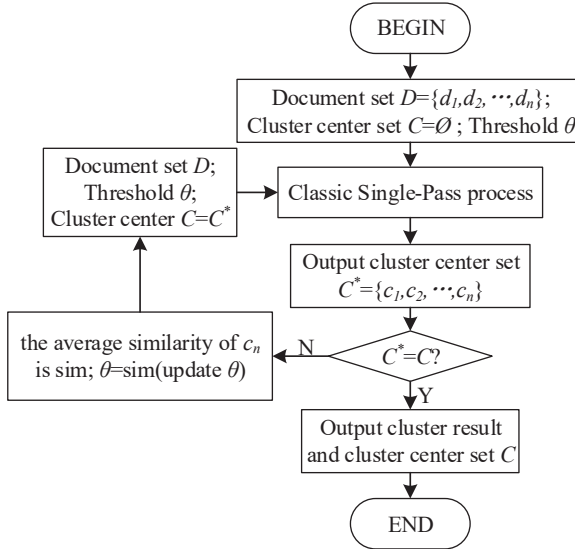 BEGIN
Document set D={d₁,d₂,⋯,dₙ};
Cluster center set C=Ø ; Threshold θ
Document set D;
Threshold θ;
Cluster center C=C*
Classic Single-Pass process
Output cluster center set
C*={c₁,c₂,⋯,cₙ}
the average similarity of cₙ
is sim; θ=sim(update θ)
N
C*=C?
Y
Output cluster result
and cluster center set C
END